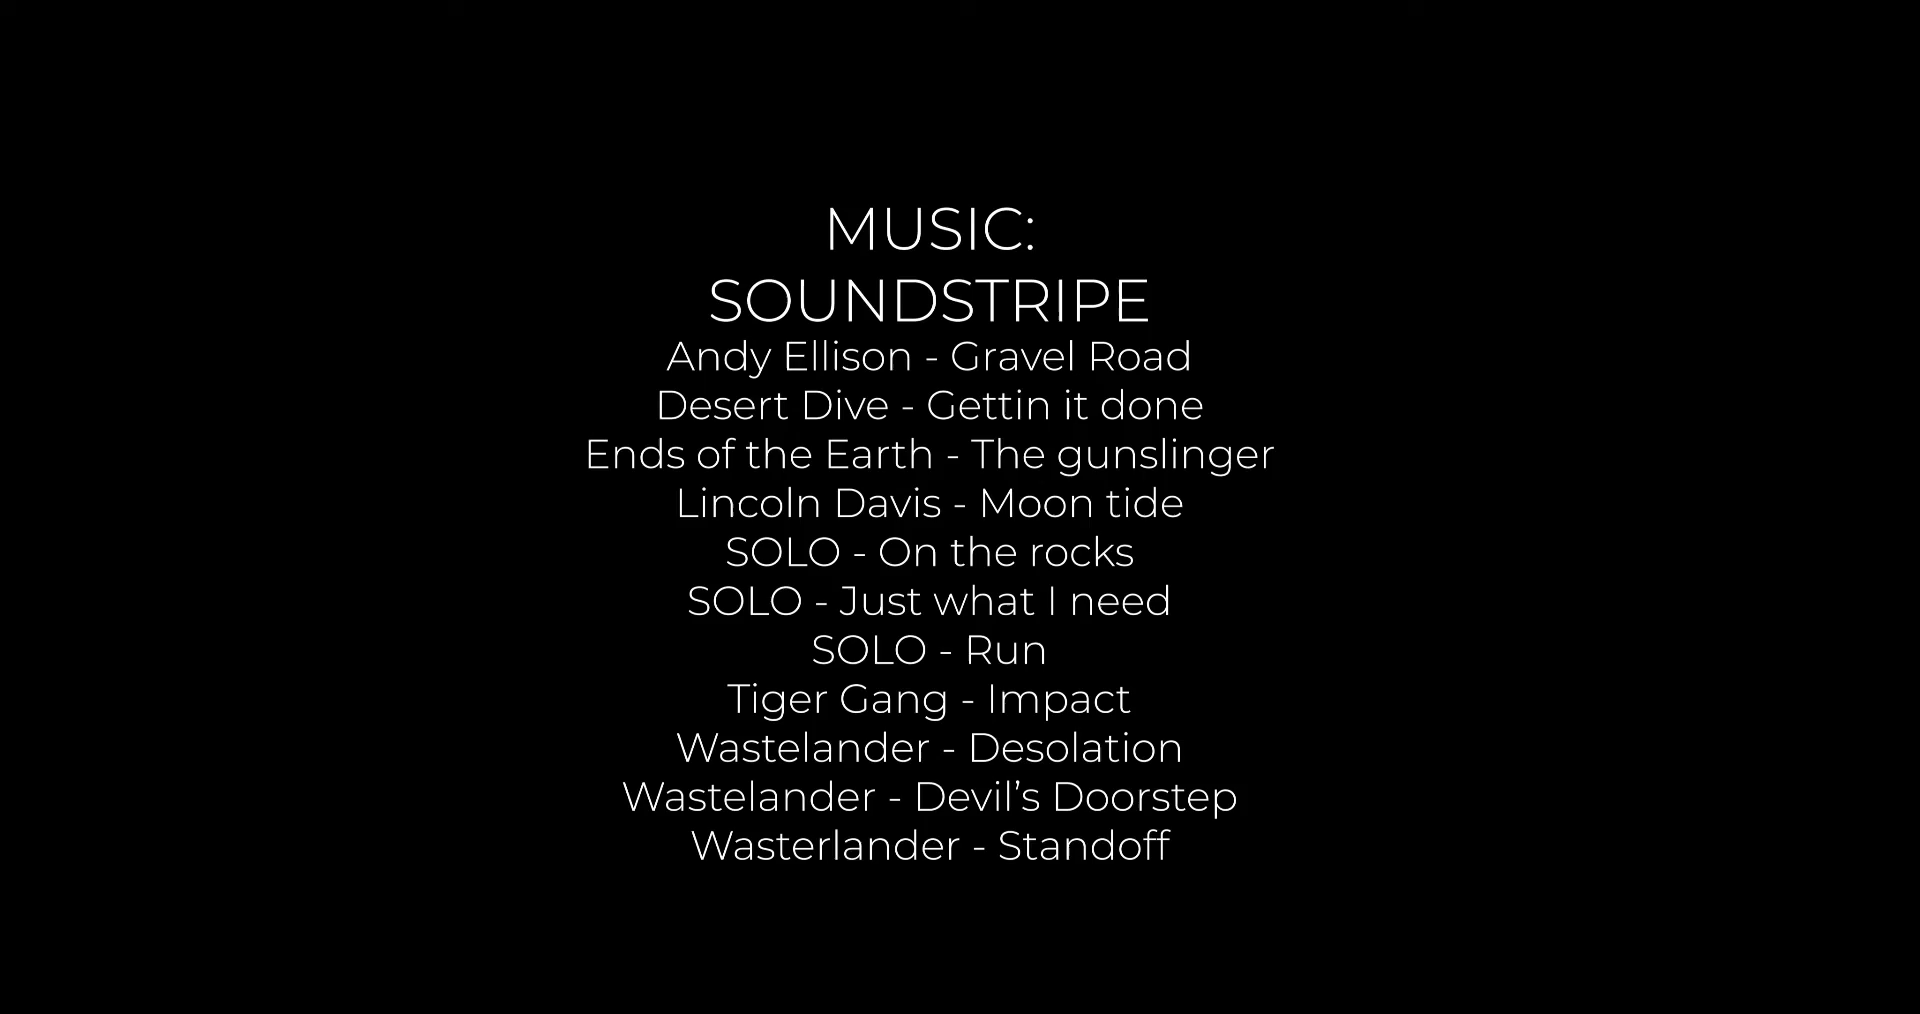 MUSIC:
SOUNDSTRIPE
Andy Ellison - Gravel Road
Desert Dive - Gettin it done
Ends of the Earth - The gunslinger
Lincoln Davis - Moon tide
SOLO - On the rocks
SOLO - Just what I need
SOLO - Run
Tiger Gang - Impact
Wastelander - Desolation
Wastelander - Devil’s Doorstep
Wasterlander - Standoff